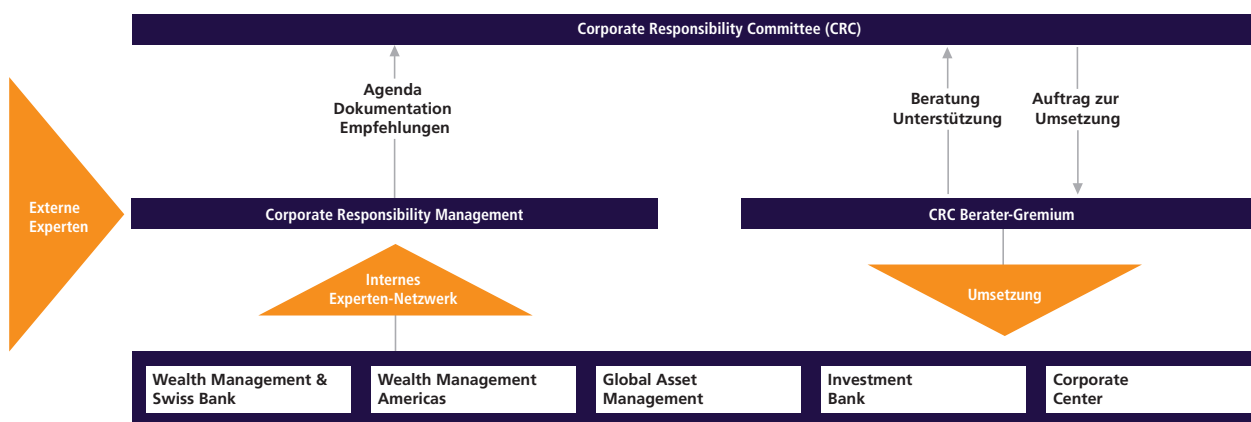 Corporate Responsibility Committee (CRC)
Agenda
Dokumentation
Empfehlungen
Beratung
Unterstützung
Auftrag zur
Umsetzung
Externe
Experten
Corporate Responsibility Management
CRC Berater-Gremium
Internes
Experten-Netzwerk
Umsetzung
Wealth Management &
Swiss Bank
Wealth Management
Americas
Global Asset
Management
Investment
Bank
Corporate
Center